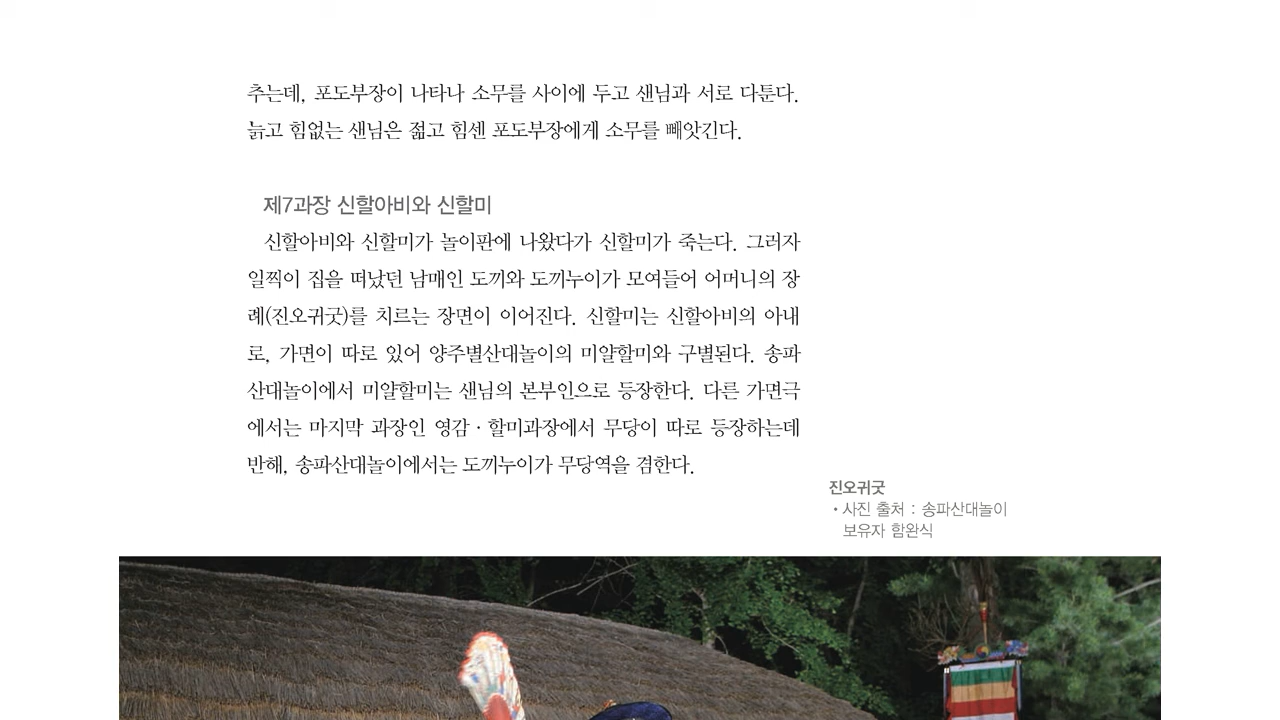 추는데, 포도부장이 나타나 소무를 사이에 두고 샌님과 서로 다툰다.
늙고 힘없는 샌님은 젊고 힘센 포도부장에게 소무를 빼앗긴다.
제7과장 신할아비와 신할미
신할아비와 신할미가 놀이판에 나왔다가 신할미가 죽는다. 그러자
일찍이 집을 떠났던 남매인 도끼와 도끼누이가 모여들어 어머니의 장
례(진오귀굿)를 치르는 장면이 이어진다. 신할미는 신할아비의 아내
로, 가면이 따로 있어 양주별산대놀이의 미얄할미와 구별된다. 송파
산대놀이에서 미얄할미는 샌님의 본부인으로 등장한다. 다른 가면극
에서는 마지막 과장인 영감·할미과장에서 무당이 따로 등장하는데
반해, 송파산대놀이에서는 도끼누이가 무당역을 겸한다.
진오귀굿
• 사진 출처 : 송파산대놀이
보유자 함완식